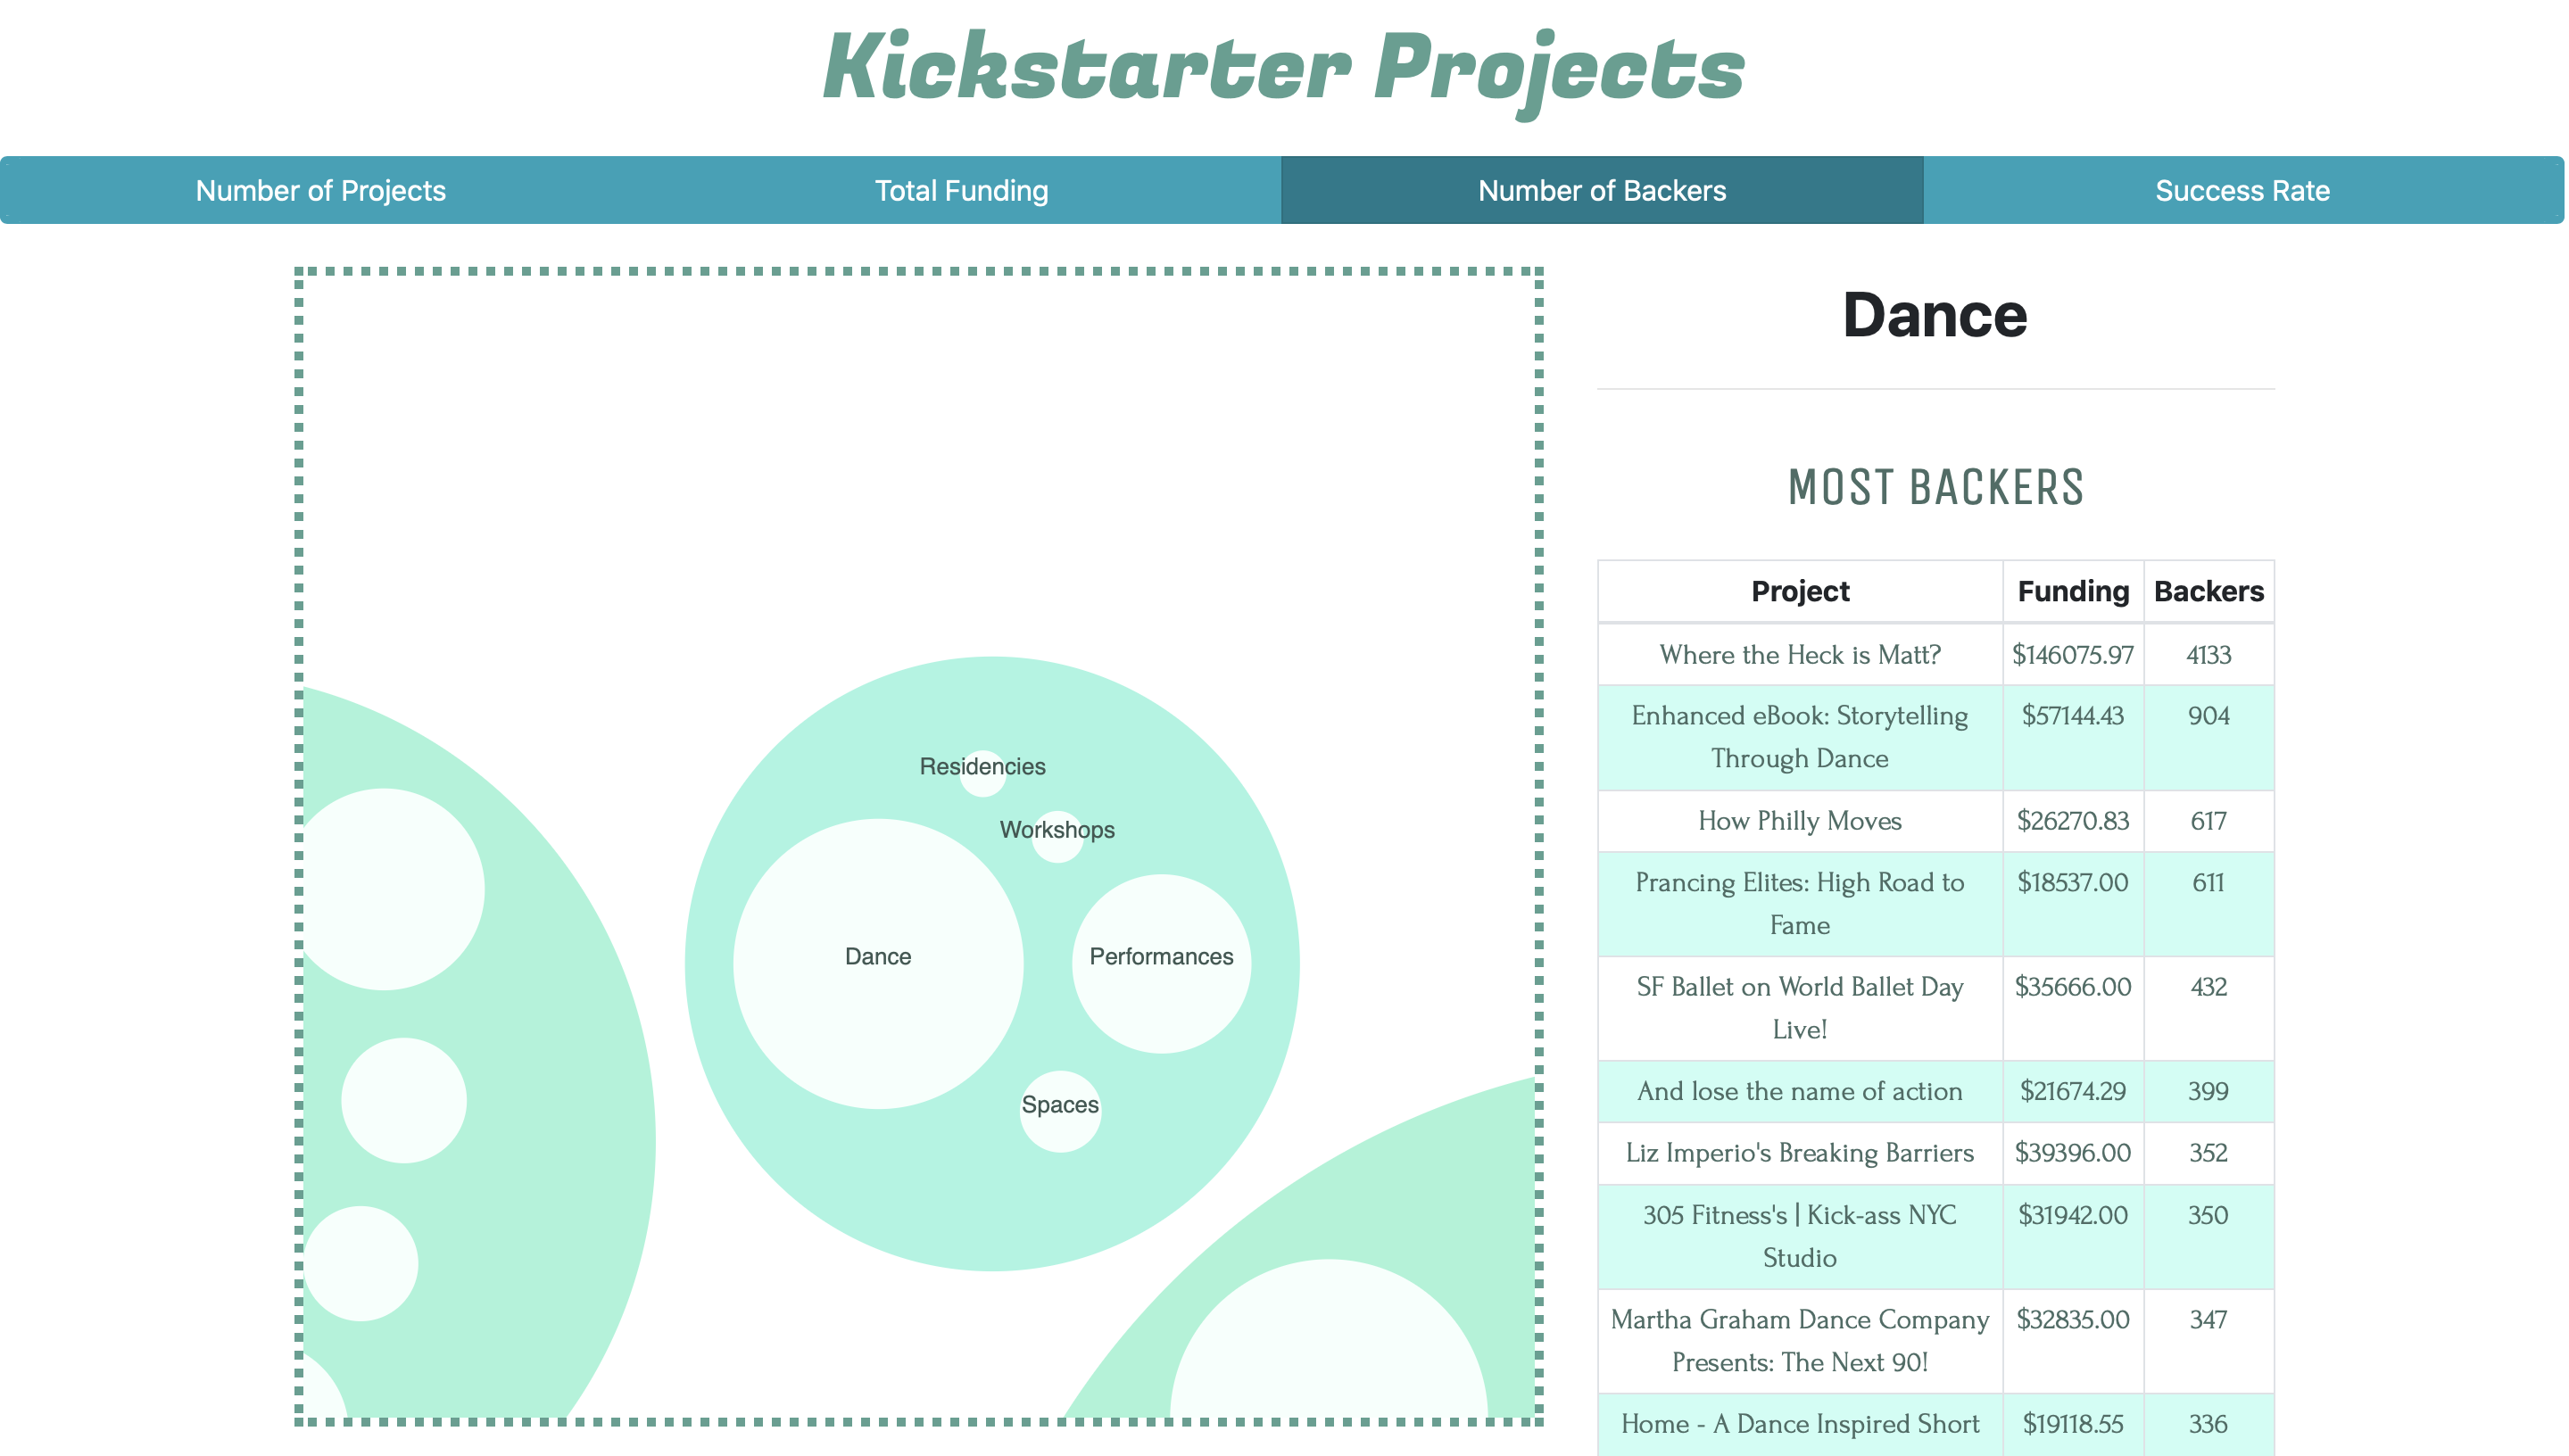 Kickstarter Projects
Number of Projects
Total Funding
Number of Backers
Success Rate
Residencies
Workshops
Dance
Performances
Spaces
Dance
MOST BACKERS
Project Funding Backers
Where the Heck is Matt? $146075.97 4133
Enhanced eBook: Storytelling $57144.43 904
Through Dance
How Philly Moves $26270.83 617
Prancing Elites: High Road to $18537.00 611
Fame
SF Ballet on World Ballet Day $35666.00 432
Live!
And lose the name of action $21674.29 399
Liz Imperio's Breaking Barriers $39396.00 352
305 Fitness's | Kick-ass NYC $31942.00 350
Studio
Martha Graham Dance Company $32835.00 347
Presents: The Next 90!
Home - A Dance Inspired Short $19118.55 336